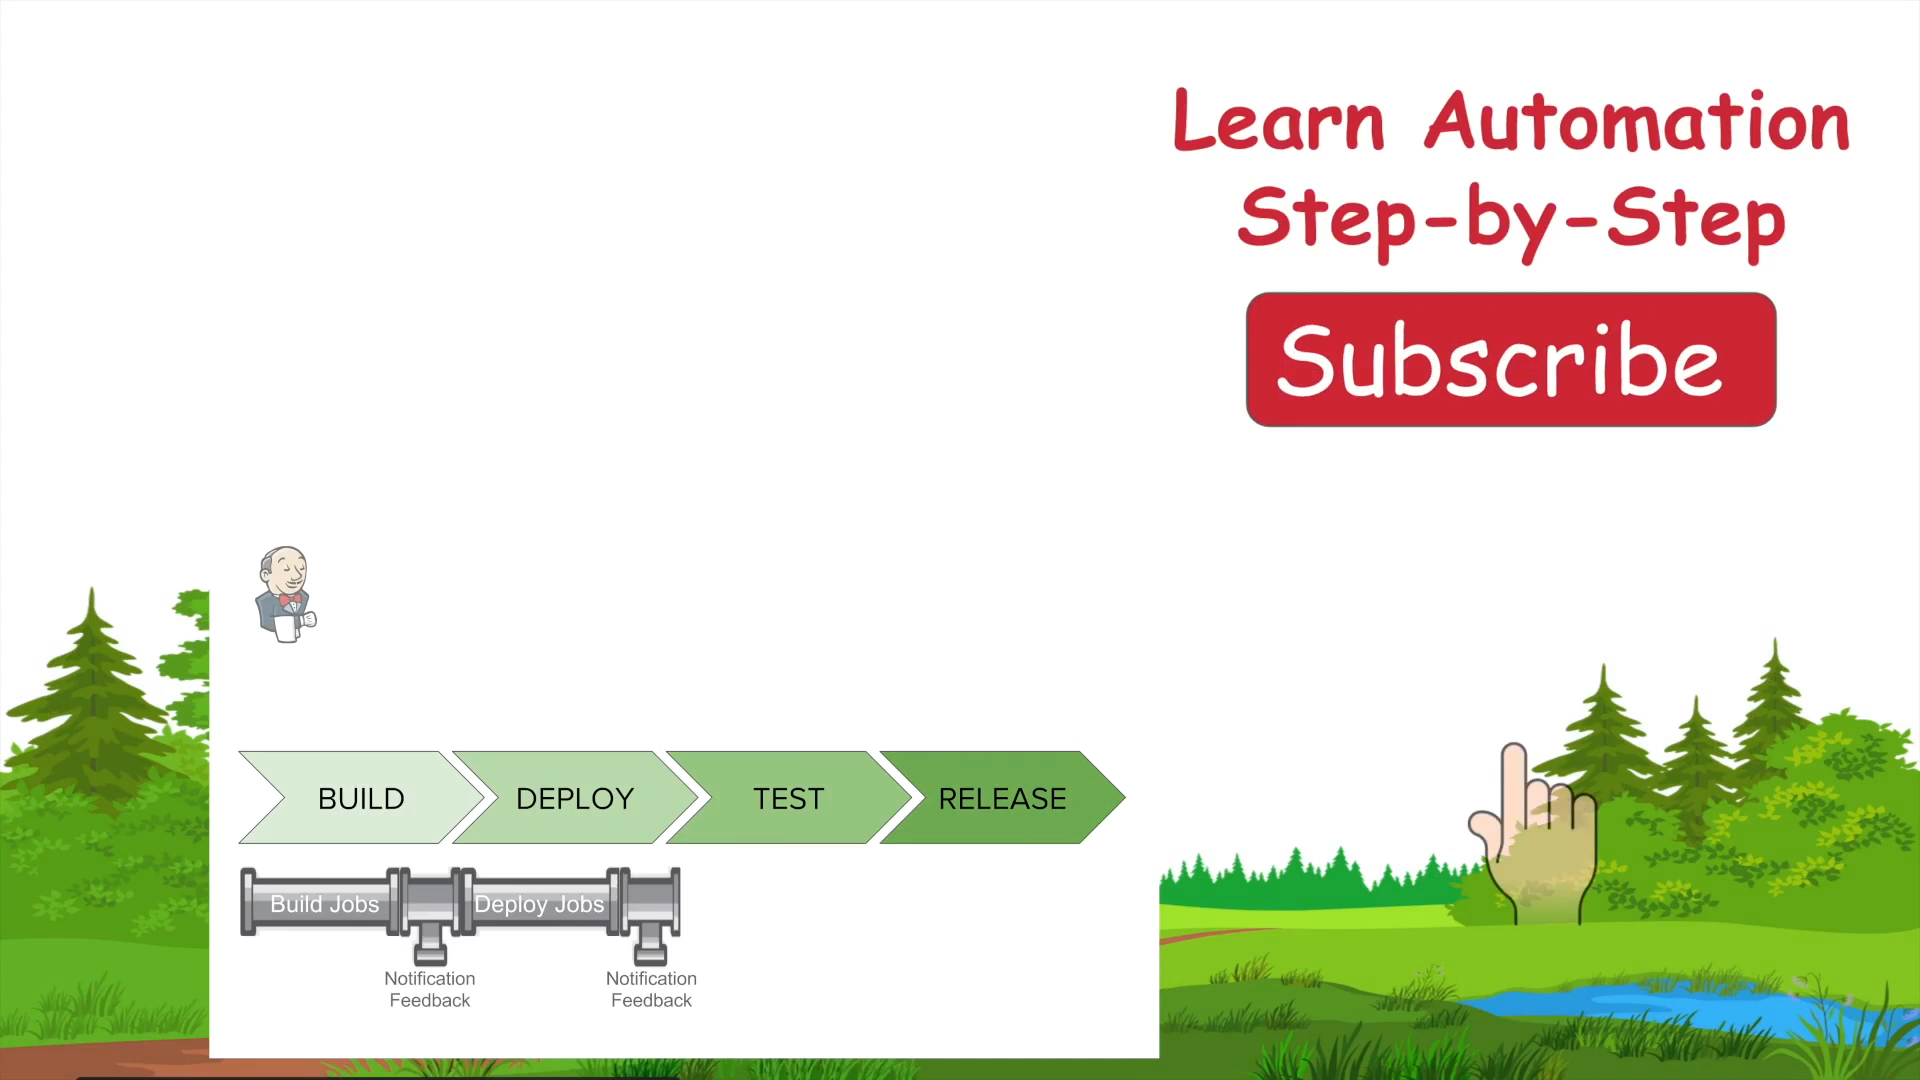 Learn Automation
Step-by-Step
Subscribe
BUILD DEPLOY TEST RELEASE
Build Jobs Deploy Jobs
Notification Feedback
Notification Feedback